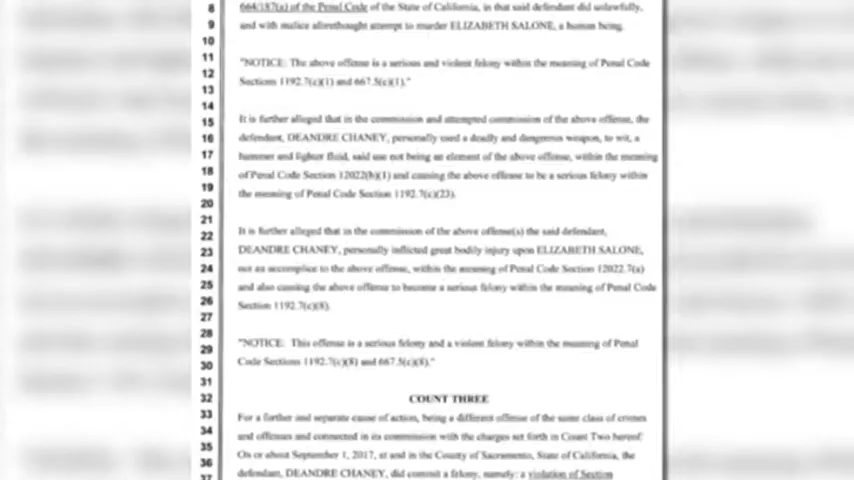 8 664/187(a) of the Penal Code of the State of California, in that said defendant did unlawfully,
9 and with malice aforethought attempt to murder ELIZABETH SALONE, a human being.
10
11 "NOTICE: The above offense is a serious and violent felony within the meaning of Penal Code
12 Sections 1192.7(c)(1) and 667.5(c)(1)."
13
14
15 It is further alleged that in the commission and attempted commission of the above offense, the
16 defendant, DEANDRE CHANEY, personally used a deadly and dangerous weapon, to wit, a
17 hammer and lighter fluid, said use not being an element of the above offense, within the meaning
18 of Penal Code Section 12022(b)(1) and causing the above offense to be a serious felony within
19 the meaning of Penal Code Section 1192.7(c)(23).
20
21
22 It is further alleged that in the commission of the above offense(s) the said defendant,
23 DEANDRE CHANEY, personally inflicted great bodily injury upon ELIZABETH SALONE,
24 not an accomplice to the above offense, within the meaning of Penal Code Section 12022.7(a)
25 and also causing the above offense to become a serious felony within the meaning of Penal Code
26 Section 1192.7(c)(8).
27
28
29 "NOTICE: This offense is a serious felony and a violent felony within the meaning of Penal
30 Code Sections 1192.7(c)(8) and 667.5(c)(8)."
31
32 COUNT THREE
33 For a further and separate cause of action, being a different offense of the same class of crimes
34 and offenses and connected in its commission with the charges set forth in Count Two hereof:
35 On or about September 1, 2017, at and in the County of Sacramento, State of California, the
36 defendant, DEANDRE CHANEY, did commit a felony, namely: a violation of Section
37